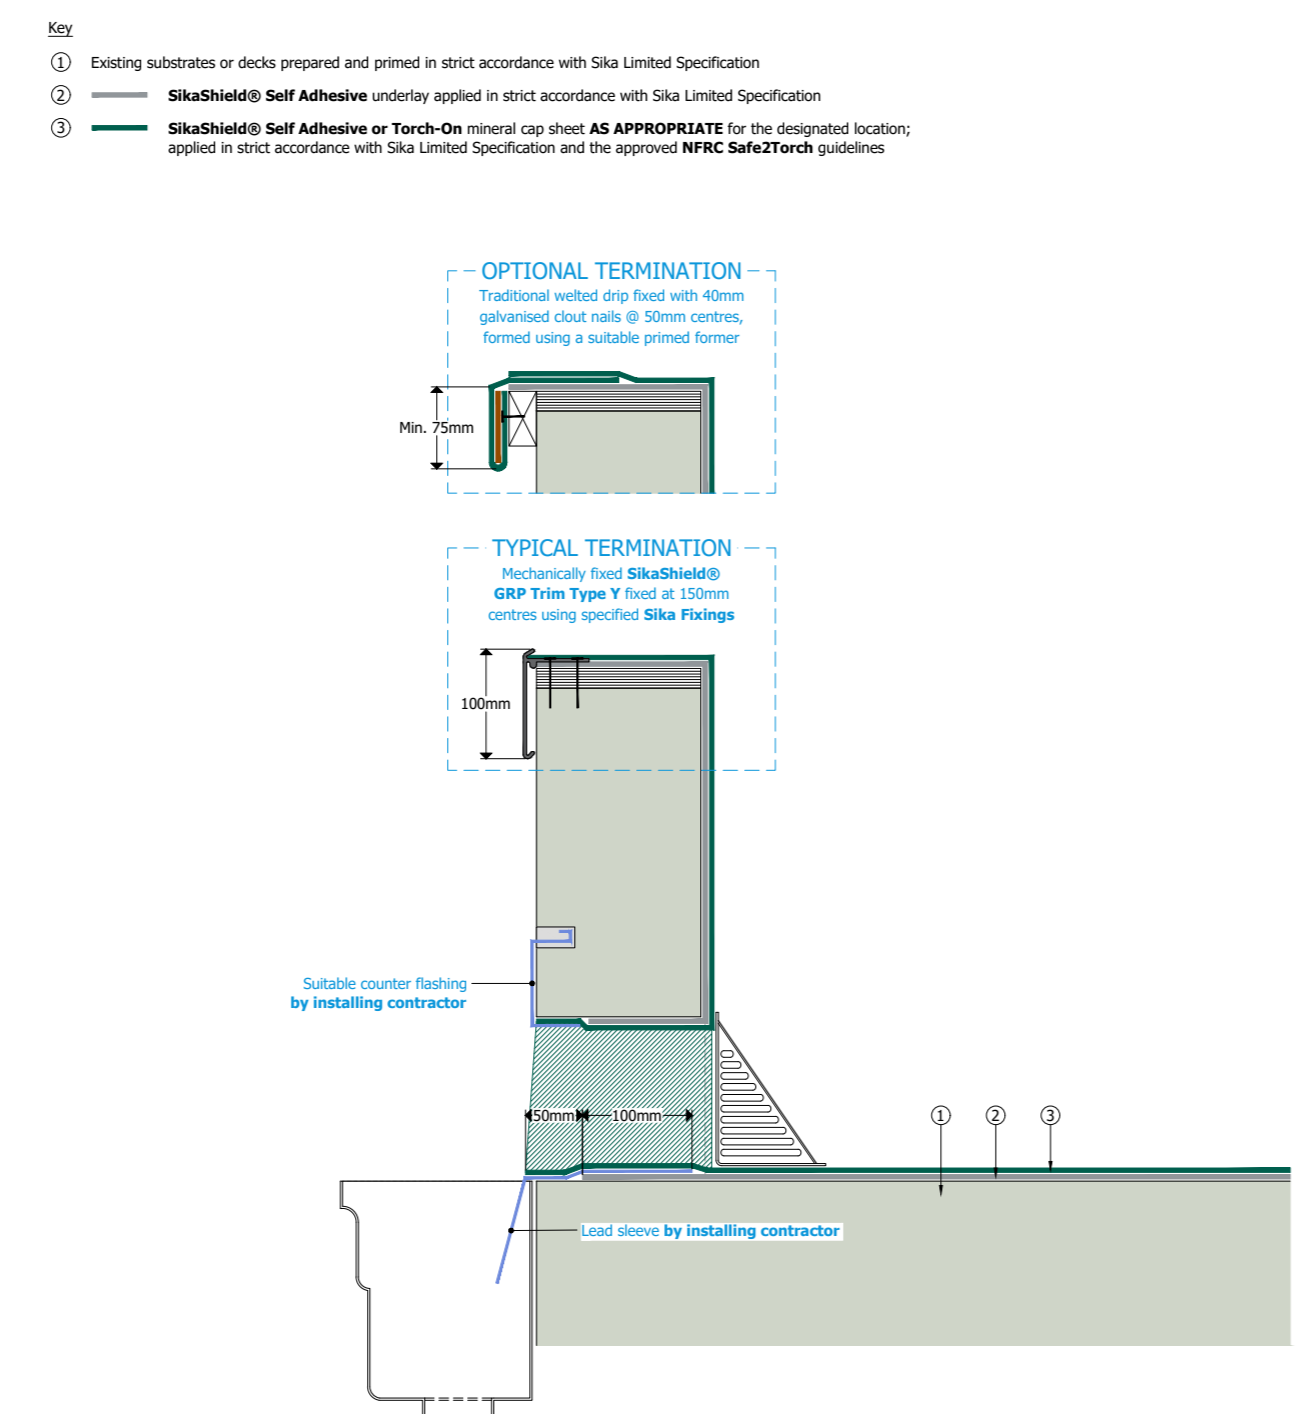 Key
1 Existing substrates or decks prepared and primed in strict accordance with Sika Limited Specification
2 SikaShield® Self Adhesive underlay applied in strict accordance with Sika Limited Specification
3 SikaShield® Self Adhesive or Torch-On mineral cap sheet AS APPROPRIATE for the designated location;
applied in strict accordance with Sika Limited Specification and the approved NFRC Safe2Torch guidelines
OPTIONAL TERMINATION
Traditional welted drip fixed with 40mm
galvanised clout nails @ 50mm centres,
formed using a suitable primed former
Min. 75mm
TYPICAL TERMINATION
Mechanically fixed SikaShield®
GRP Trim Type Y fixed at 150mm
centres using specified Sika Fixings
100mm
Suitable counter flashing
by installing contractor
50mm 100mm
1 2 3
Lead sleeve by installing contractor